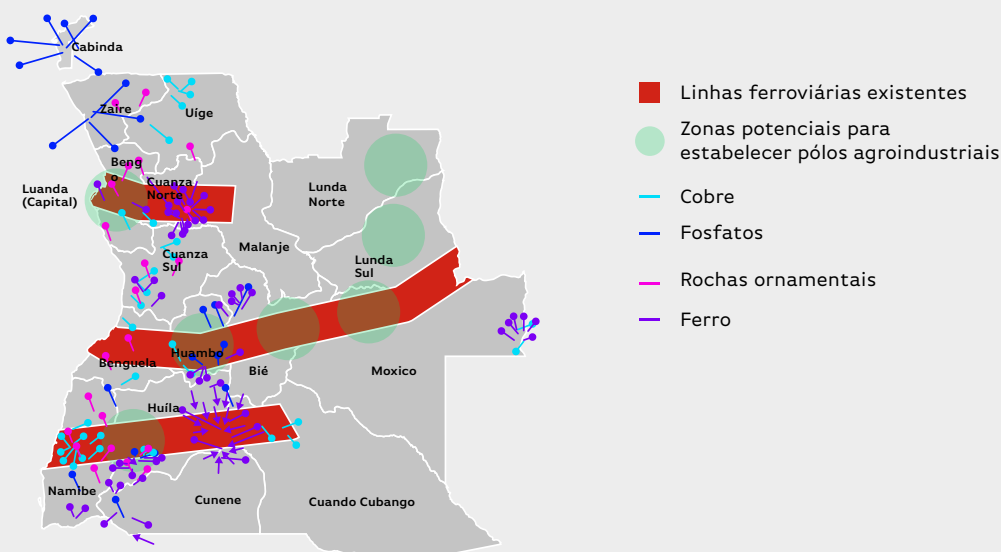 Cabinda
Zaire
Uíge
Beng
o
Luanda
(Capital)
Cuanza
Norte
Lunda
Norte
Malanje
Cuanza
Sul
Lunda
Sul
Huambo
Benguela
Bié
Moxico
Huíla
Namibe
Cunene
Cuando Cubango
Linhas ferroviárias existentes
Zonas potenciais para
estabelecer pólos agroindustriais
Cobre
Fosfatos
Rochas ornamentais
Ferro